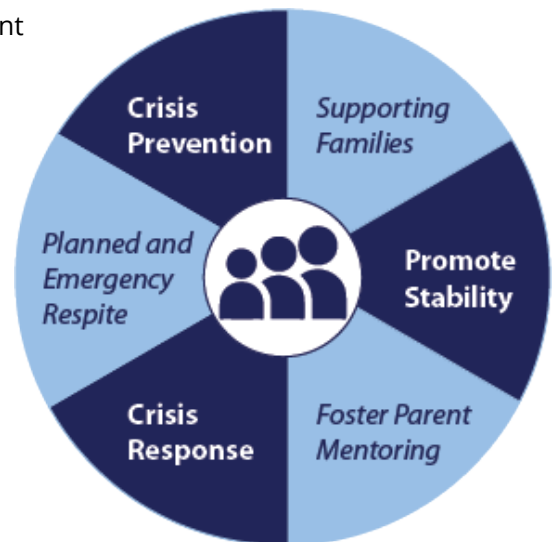 nt
Crisis
Prevention
Supporting
Families
Promote
Stability
Foster Parent
Mentoring
Crisis
Response
Planned and
Emergency
Respite